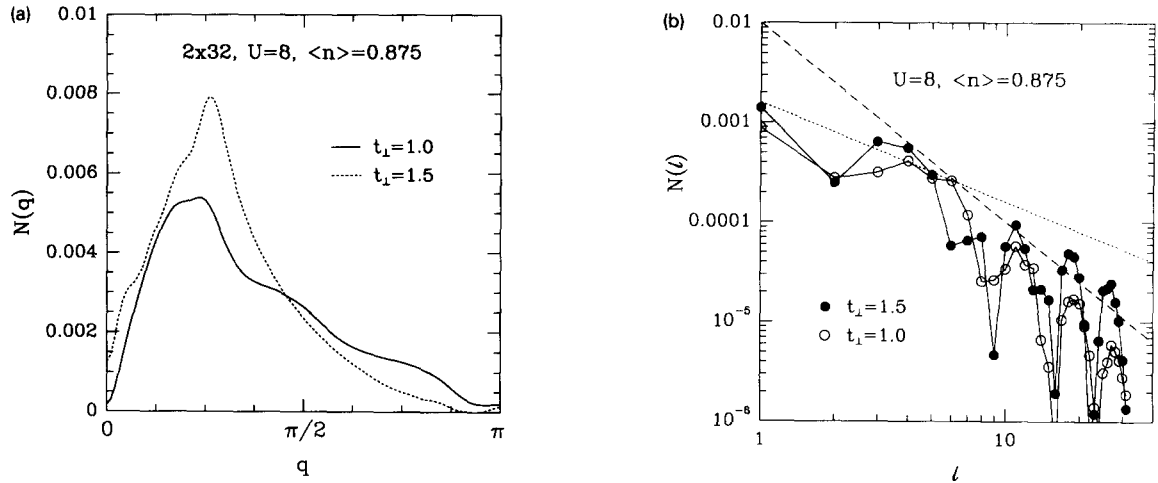 (a)
0.01
0.008
0.006
0.004
0.002
0
N(q)
2x32, U=8, <n>=0.875
t⊥=1.0
t⊥=1.5
0
π/2
π
q
(b)
0.01
0.001
0.0001
10⁻⁵
10⁻⁶
N(ℓ)
U=8, <n>=0.875
t⊥=1.5
t⊥=1.0
1
10
ℓ